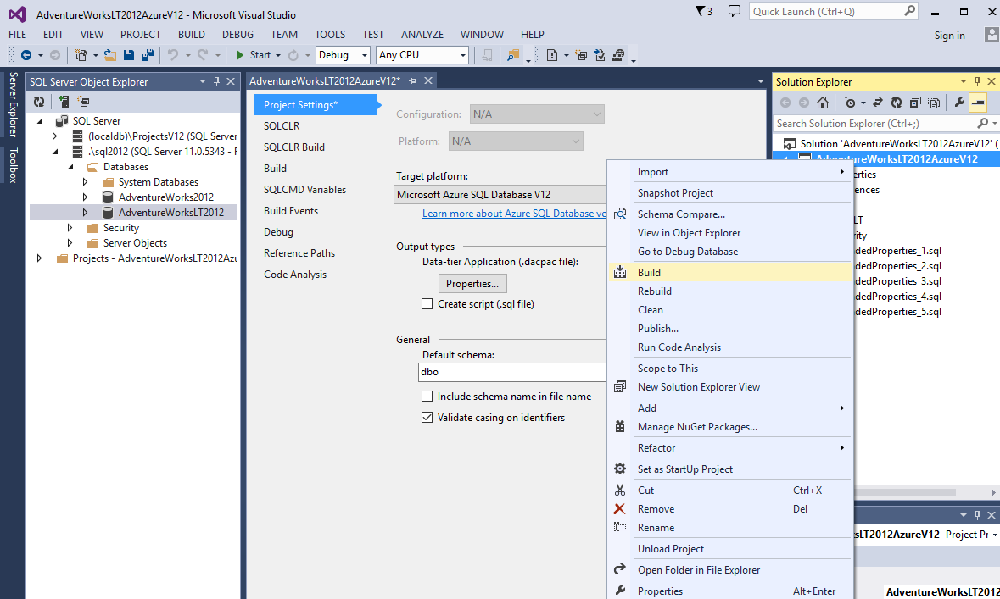 AdventureWorksLT2012AzureV12 - Microsoft Visual Studio
3
Quick Launch (Ctrl+Q)
FILE EDIT VIEW PROJECT BUILD DEBUG TEAM TOOLS TEST ANALYZE WINDOW HELP
Sign in
Start Debug Any CPU
Server Explorer
Toolbox
SQL Server Object Explorer
SQL Server
(localdb)\ProjectsV12 (SQL Server
.\sql2012 (SQL Server 11.0.5343 - F
Databases
System Databases
AdventureWorks2012
AdventureWorksLT2012
Security
Server Objects
Projects - AdventureWorksLT2012Azu
AdventureWorksLT2012AzureV12*
Project Settings*
SQLCLR
SQLCLR Build
Build
SQLCMD Variables
Build Events
Debug
Reference Paths
Code Analysis
Configuration: N/A
Platform: N/A
Target platform:
Microsoft Azure SQL Database V12
Learn more about Azure SQL Database ve
Output types
Data-tier Application (.dacpac file):
Properties...
Create script (.sql file)
General
Default schema:
dbo
Include schema name in file name
Validate casing on identifiers
Import
Snapshot Project
Schema Compare...
View in Object Explorer
Go to Debug Database
Build
Rebuild
Clean
Publish...
Run Code Analysis
Scope to This
New Solution Explorer View
Add
Manage NuGet Packages...
Refactor
Set as StartUp Project
Cut Ctrl+X
Remove Del
Rename
Unload Project
Open Folder in File Explorer
Properties Alt+Enter
Solution Explorer
Search Solution Explorer (Ctrl+;)
Solution 'AdventureWorksLT2012AzureV12' (1
AdventureWorksLT2012AzureV12
erties
ences
LT
ity
dedProperties_1.sql
dedProperties_2.sql
dedProperties_3.sql
dedProperties_4.sql
dedProperties_5.sql
sLT2012AzureV12 Project Pr
AdventureWorksLT2012